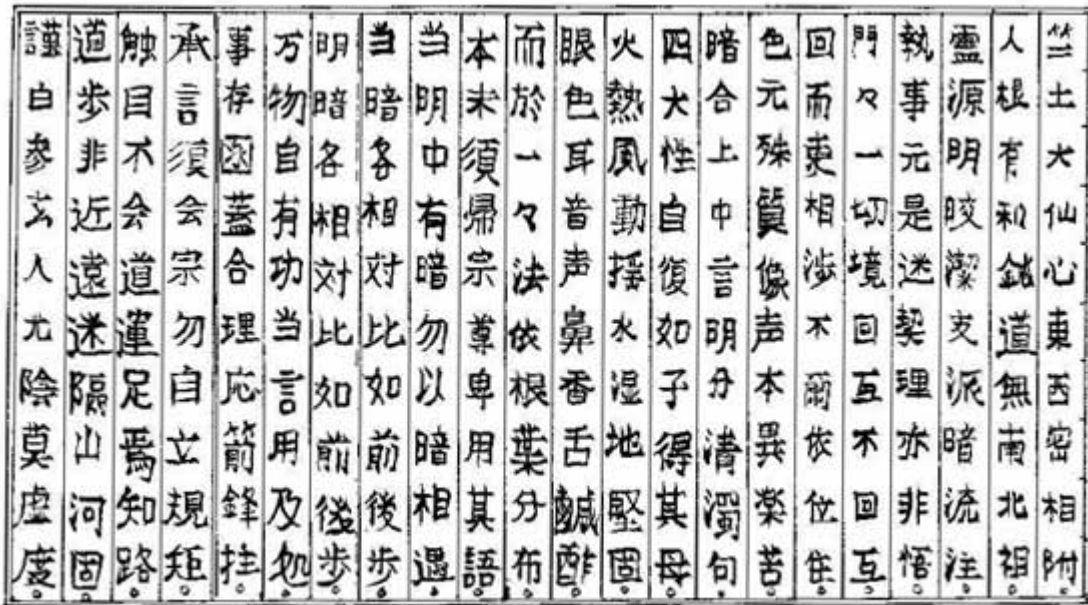 竺土大仙心東西密相附。
人根有利鈍道無南北祖。
靈源明皎潔支派暗流注。
執事元是迷契理亦非悟。
門々一切境回互不回互。
回而更相渉不爾依位住。
色元殊質像声本異楽苦。
暗合上中言明分清濁句。
四大性自復如子得其母。
火熱風動揺水湿地堅固。
眼色耳音声鼻香舌鹹酢。
而於一々法依根葉分布。
本末須帰宗尊卑用其語。
当明中有暗勿以暗相遇。
当暗各相対比如前後歩。
明暗各相対比如前後歩。
万物自有功当言用及処。
事存函蓋合理応箭鋒拄。
承言須会宗勿自立規矩。
触目不会道運足焉知路。
道歩非近遠迷隔山河固。
謹白参玄人光陰莫虚度。